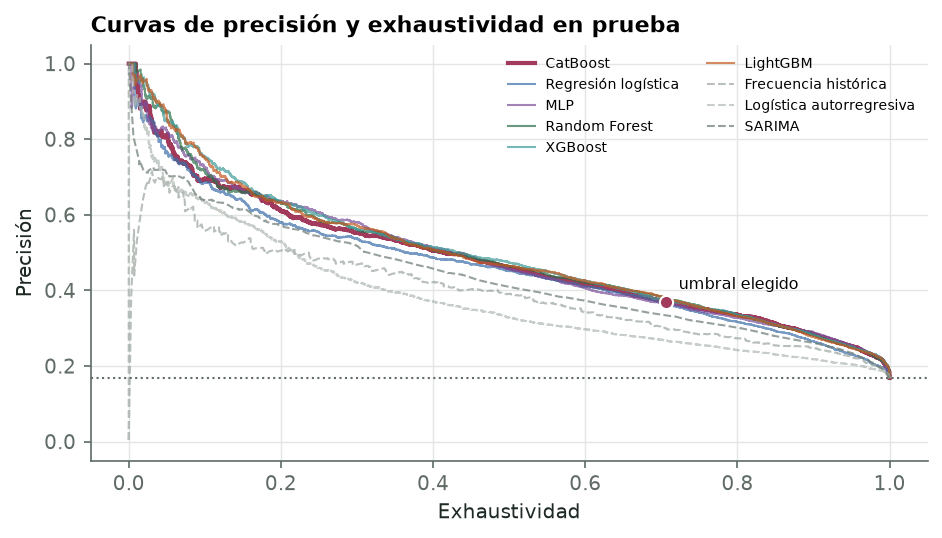 Curvas de precisión y exhaustividad en prueba
CatBoost
Regresión logística
MLP
Random Forest
XGBoost
LightGBM
Frecuencia histórica
Logística autorregresiva
SARIMA
umbral elegido
Precisión
1.0
0.8
0.6
0.4
0.2
0.0
0.0 0.2 0.4 0.6 0.8 1.0
Exhaustividad